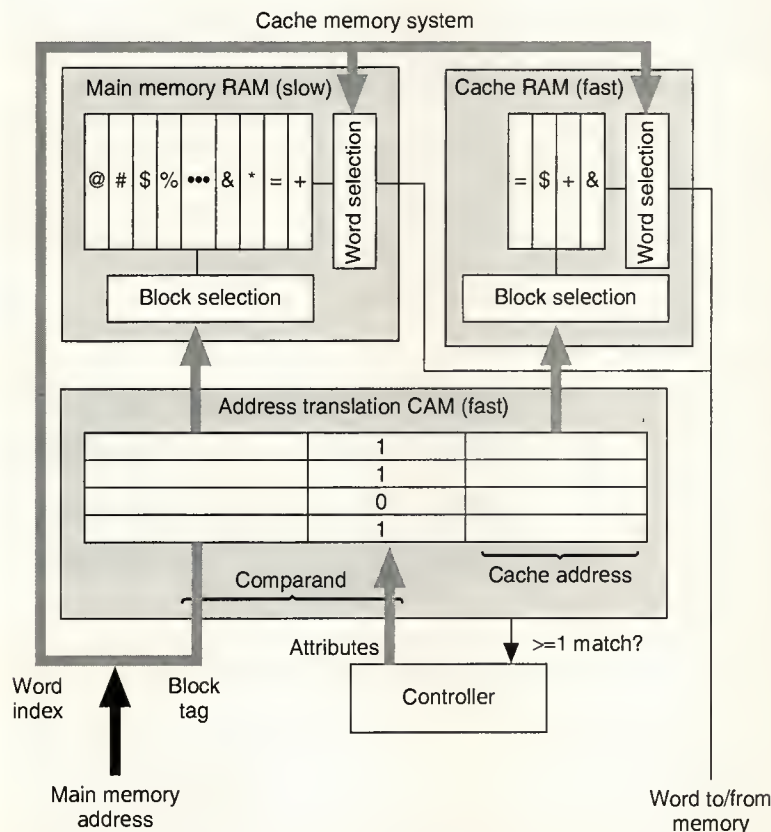 Cache memory system
Main memory RAM (slow)
Cache RAM (fast)
@ # $ % ••• & * = +
Word selection
= $ + &
Word selection
Block selection
Block selection
Address translation CAM (fast)
1
1
0
1
Comparand
Cache address
Attributes
>=1 match?
Word
index
Block
tag
Controller
Main memory
address
Word to/from
memory